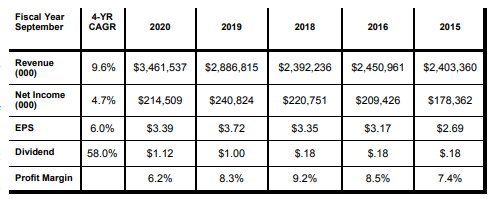 Fiscal Year September 4-YR CAGR 2020 2019 2018 2016 2015
Revenue (000) 9.6% $3,461,537 $2,886,815 $2,392,236 $2,450,961 $2,403,360
Net Income (000) 4.7% $214,509 $240,824 $220,751 $209,426 $178,362
EPS 6.0% $3.39 $3.72 $3.35 $3.17 $2.69
Dividend 58.0% $1.12 $1.00 $.18 $.18 $.18
Profit Margin 6.2% 8.3% 9.2% 8.5% 7.4%